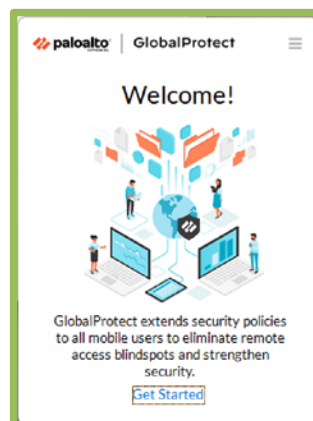 paloalto | GlobalProtect
Welcome!
GlobalProtect extends security policies
to all mobile users to eliminate remote
access blindspots and strengthen
security.
Get Started